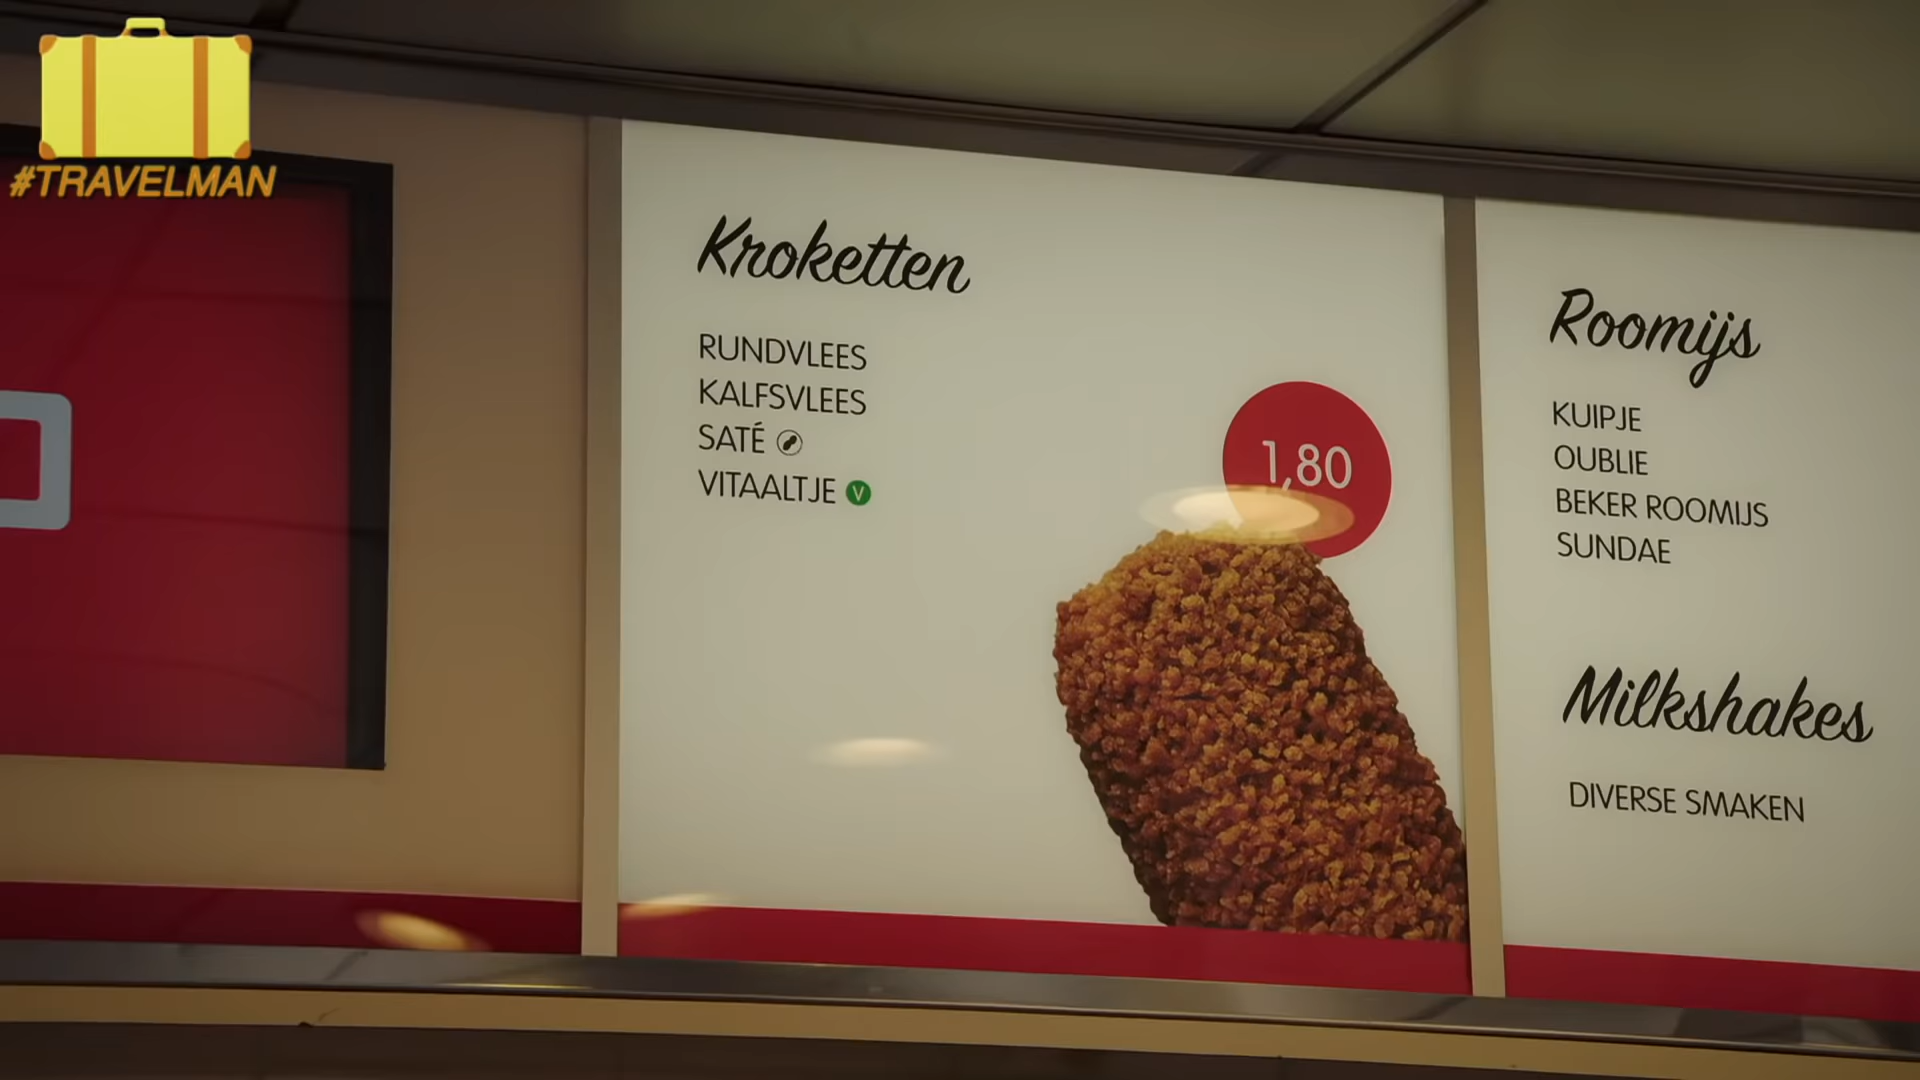 #TRAVELMAN
Kroketten
RUNDVLEES
KALFSVLEES
SATÉ
VITAALTJE V
1,80
Roomijs
KUIPJE
OUBLIE
BEKER ROOMIJS
SUNDAE
Milkshakes
DIVERSE SMAKEN